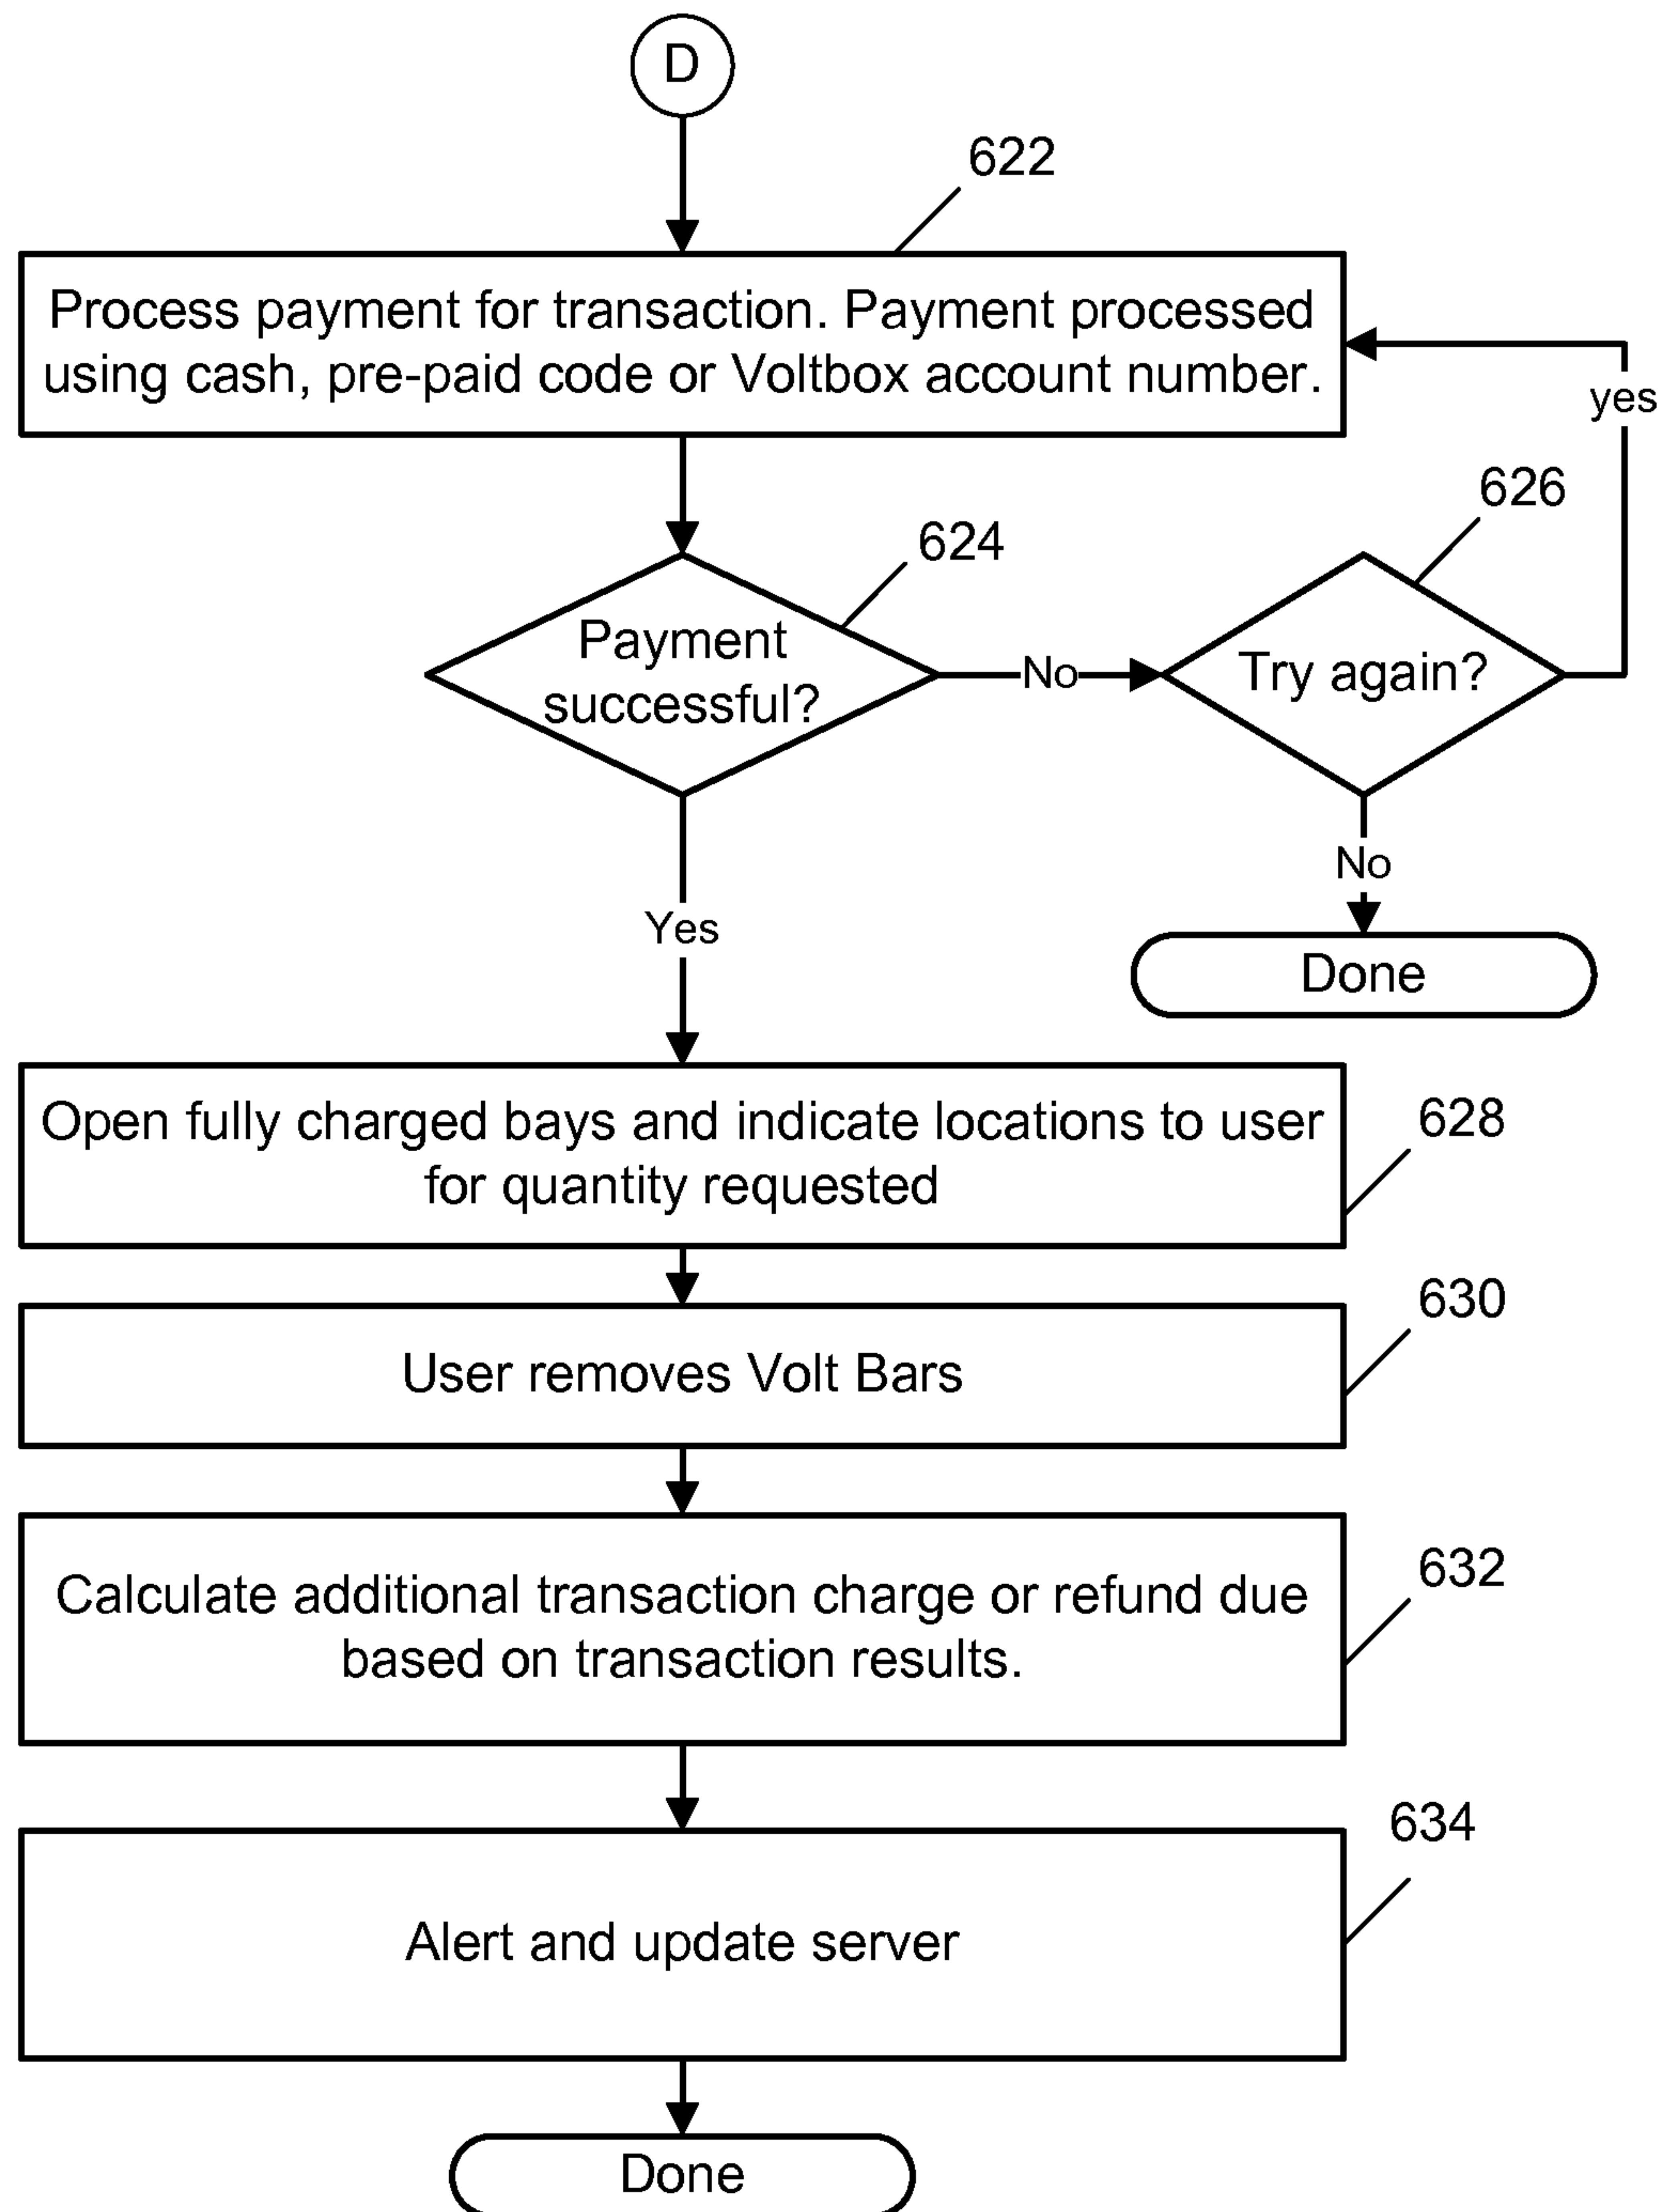 D
622
Process payment for transaction. Payment processed
using cash, pre-paid code or Voltbox account number.
yes
626
624
Payment
successful?
No
Try again?
No
Yes
Done
Open fully charged bays and indicate locations to user
for quantity requested
628
630
User removes Volt Bars
632
Calculate additional transaction charge or refund due
based on transaction results.
634
Alert and update server
Done